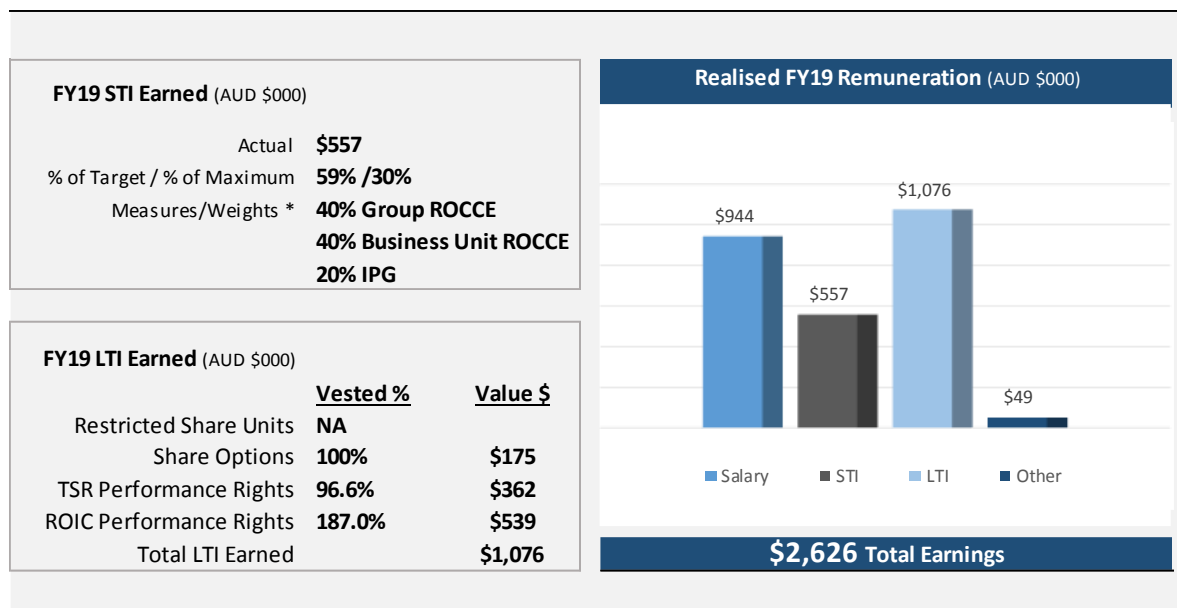 FY19 STI Earned (AUD $000)
Actual $557
% of Target / % of Maximum 59% /30%
Measures/Weights * 40% Group ROCCE
40% Business Unit ROCCE
20% IPG
FY19 LTI Earned (AUD $000)
Vested % Value $
Restricted Share Units NA
Share Options 100% $175
TSR Performance Rights 96.6% $362
ROIC Performance Rights 187.0% $539
Total LTI Earned $1,076
Realised FY19 Remuneration (AUD $000)
$1,076
$944
$557
$49
Salary STI LTI Other
$2,626 Total Earnings